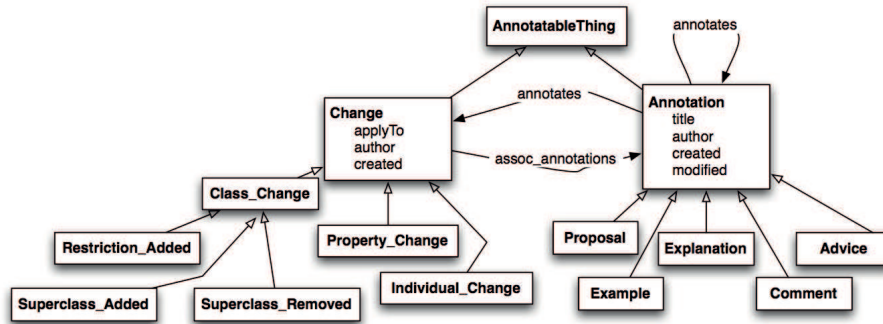 AnnotatableThing
annotates
annotates
Change
applyTo
author
created
Annotation
title
author
created
modified
assoc_annotations
Class_Change
Restriction_Added
Property_Change
Proposal
Explanation
Advice
Superclass_Added
Superclass_Removed
Individual_Change
Example
Comment